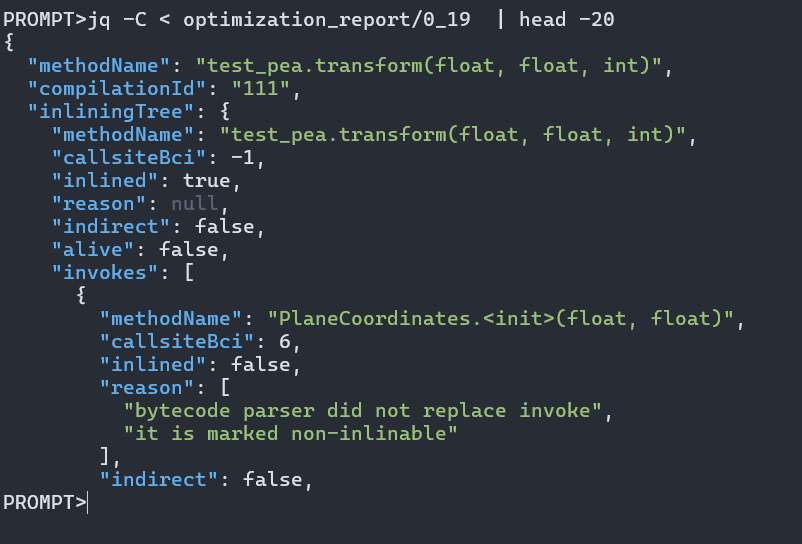 PROMPT>jq -C < optimization_report/0_19  | head -20
{
  "methodName": "test_pea.transform(float, float, int)",
  "compilationId": "111",
  "inliningTree": {
    "methodName": "test_pea.transform(float, float, int)",
    "callsiteBci": -1,
    "inlined": true,
    "reason": null,
    "indirect": false,
    "alive": false,
    "invokes": [
      {
        "methodName": "PlaneCoordinates.<init>(float, float)",
        "callsiteBci": 6,
        "inlined": false,
        "reason": [
          "bytecode parser did not replace invoke",
          "it is marked non-inlinable"
        ],
        "indirect": false,
PROMPT>